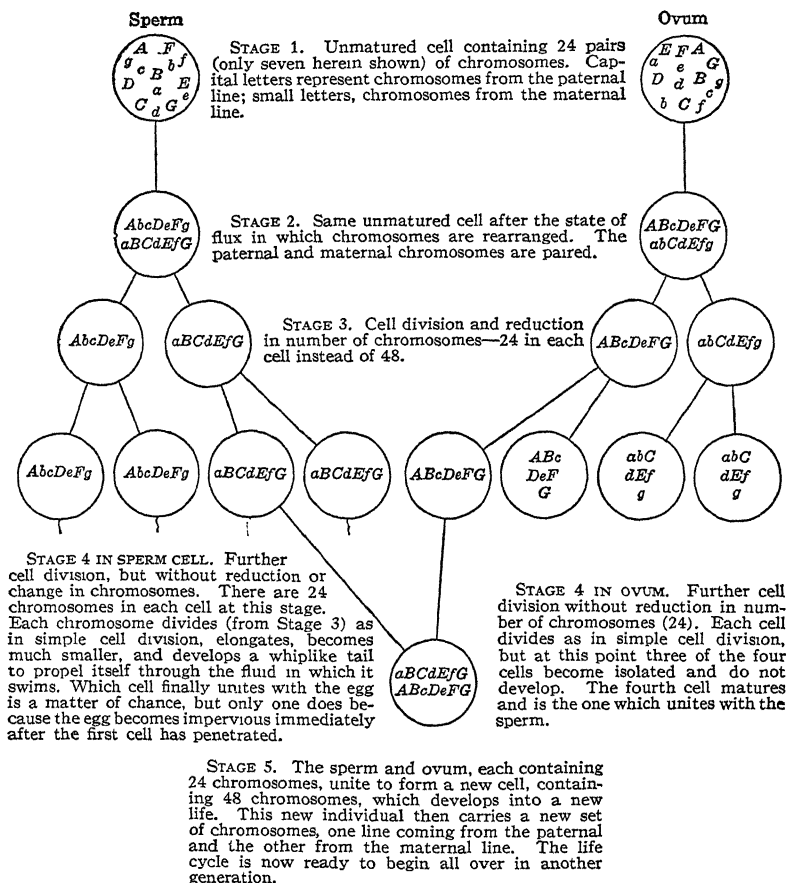 Sperm
Ovum
A F
g c b f
D B E
a
C d G e
STAGE 1. Unmatured cell containing 24 pairs
(only seven herein shown) of chromosomes. Cap-
ital letters represent chromosomes from the paternal
line; small letters, chromosomes from the maternal
line.
E F A
a e G
D d B g
b C f c
AbcDeFg
aBCdEfG
STAGE 2. Same unmatured cell after the state of
flux in which chromosomes are rearranged. The
paternal and maternal chromosomes are paired.
ABcDeFG
abCdEfg
AbcDeFg
aBCdEfG
STAGE 3. Cell division and reduction
in number of chromosomes—24 in each
cell instead of 48.
ABcDeFG
abCdEfg
AbcDeFg
AbcDeFg
aBCdEfG
aBCdEfG
ABcDeFG
ABc
DeF
G
abC
dEf
g
abC
dEf
g
STAGE 4 IN SPERM CELL. Further
cell division, but without reduction or
change in chromosomes. There are 24
chromosomes in each cell at this stage.
Each chromosome divides (from Stage 3) as
in simple cell division, elongates, becomes
much smaller, and develops a whiplike tail
to propel itself through the fluid in which it
swims. Which cell finally unites with the egg
is a matter of chance, but only one does be-
cause the egg becomes impervious immediately
after the first cell has penetrated.
aBCdEfG
ABcDeFG
STAGE 4 IN OVUM. Further cell
division without reduction in num-
ber of chromosomes (24). Each cell
divides as in simple cell division,
but at this point three of the four
cells become isolated and do not
develop. The fourth cell matures
and is the one which unites with the
sperm.
STAGE 5. The sperm and ovum, each containing
24 chromosomes, unite to form a new cell, contain-
ing 48 chromosomes, which develops into a new
life. This new individual then carries a new set
of chromosomes, one line coming from the paternal
and the other from the maternal line. The life
cycle is now ready to begin all over in another
generation.